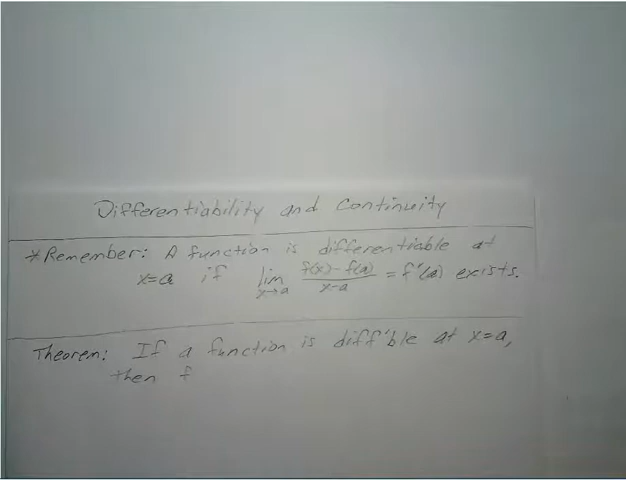 Differentiability and Continuity
*Remember: A function is differentiable at
x=a if lim x→a (f(x)-f(a))/(x-a) = f'(a) exists.
Theorem: If a function is diff'ble at x=a,
then f